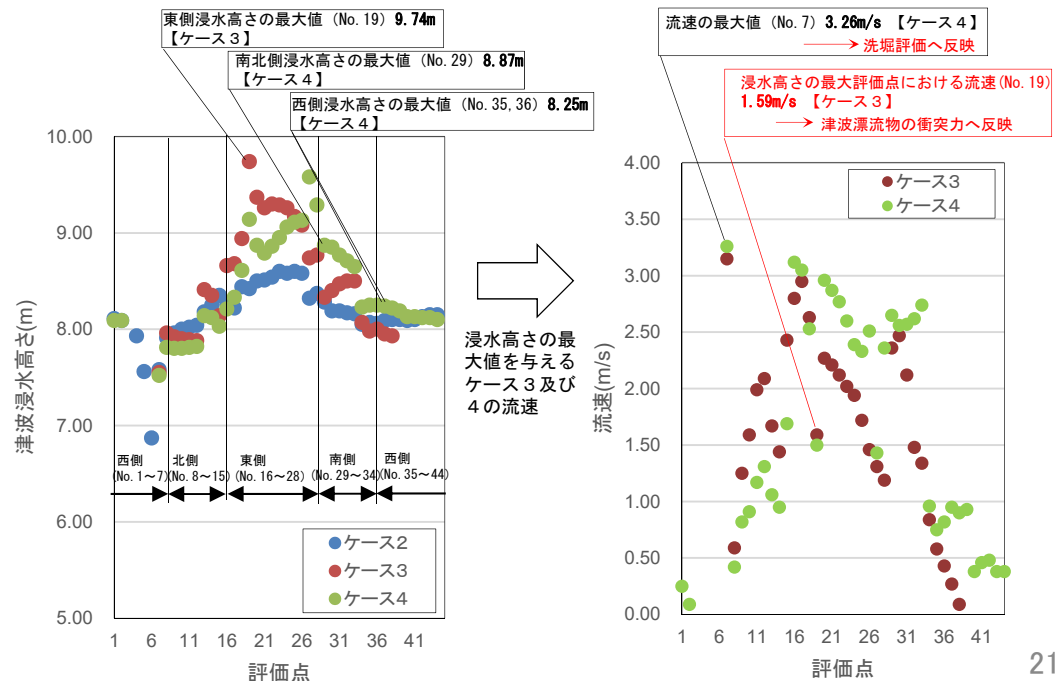 東側浸水高さの最大値（No.19）9.74m
【ケース３】
南北側浸水高さの最大値（No.29）8.87m
【ケース４】
西側浸水高さの最大値（No.35, 36）8.25m
【ケース４】
10.00
9.00
8.00
7.00
6.00
5.00
津波浸水高さ(m)
西側
(No.1～7)
北側
(No.8～15)
東側
(No.16～28)
南側
(No.29～34)
西側
(No.35～44)
ケース2
ケース3
ケース4
1 6 11 16 21 26 31 36 41
評価点
浸水高さの最
大値を与える
ケース３及び
４の流速
流速の最大値（No.7）3.26m/s 【ケース４】
洗堀評価へ反映
浸水高さの最大評価点における流速(No.19)
1.59m/s 【ケース３】
津波漂流物の衝突力へ反映
4.00
3.50
3.00
2.50
2.00
1.50
1.00
0.50
0.00
流速(m/s)
ケース3
ケース4
1 6 11 16 21 26 31 36 41
評価点
21